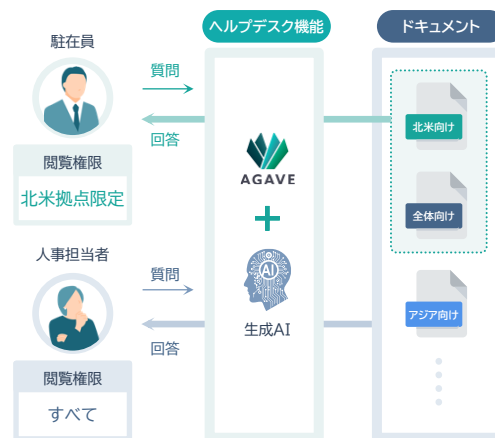 ヘルプデスク機能
ドキュメント
駐在員
質問
回答
閲覧権限
北米拠点限定
AGAVE
+
AI
生成AI
人事担当者
質問
回答
閲覧権限
すべて
北米向け
全体向け
アジア向け